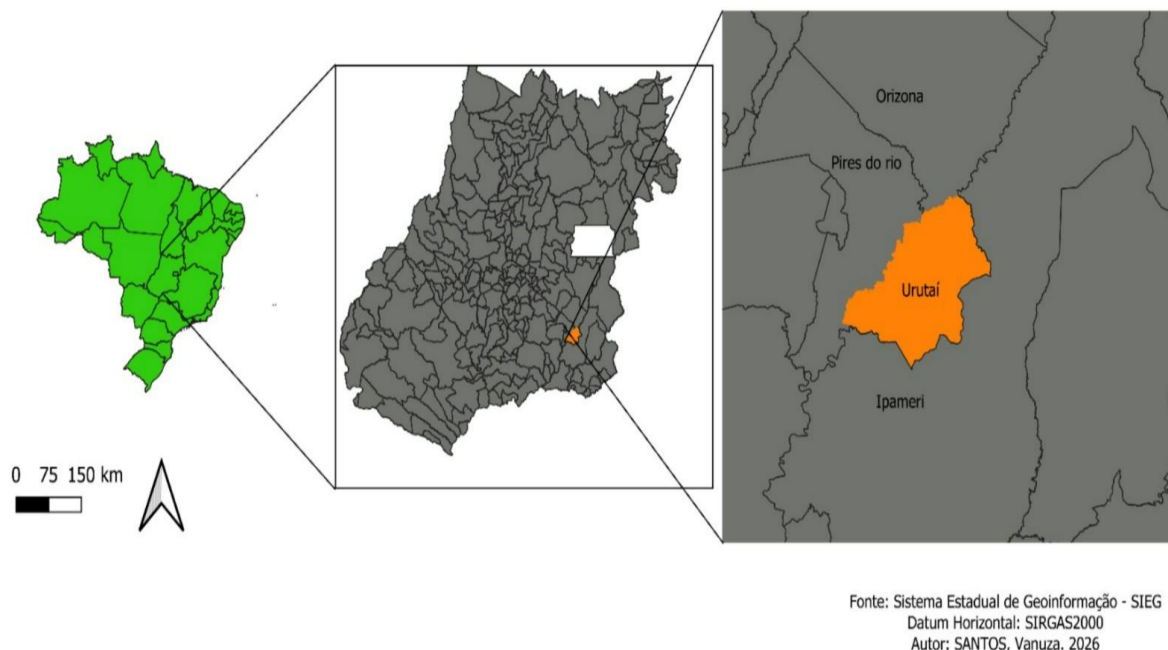 Orizona
Pires do rio
Urutaí
Ipameri
0 75 150 km
Fonte: Sistema Estadual de Geoinformação - SIEG
Datum Horizontal: SIRGAS2000
Autor: SANTOS, Vanuza, 2026